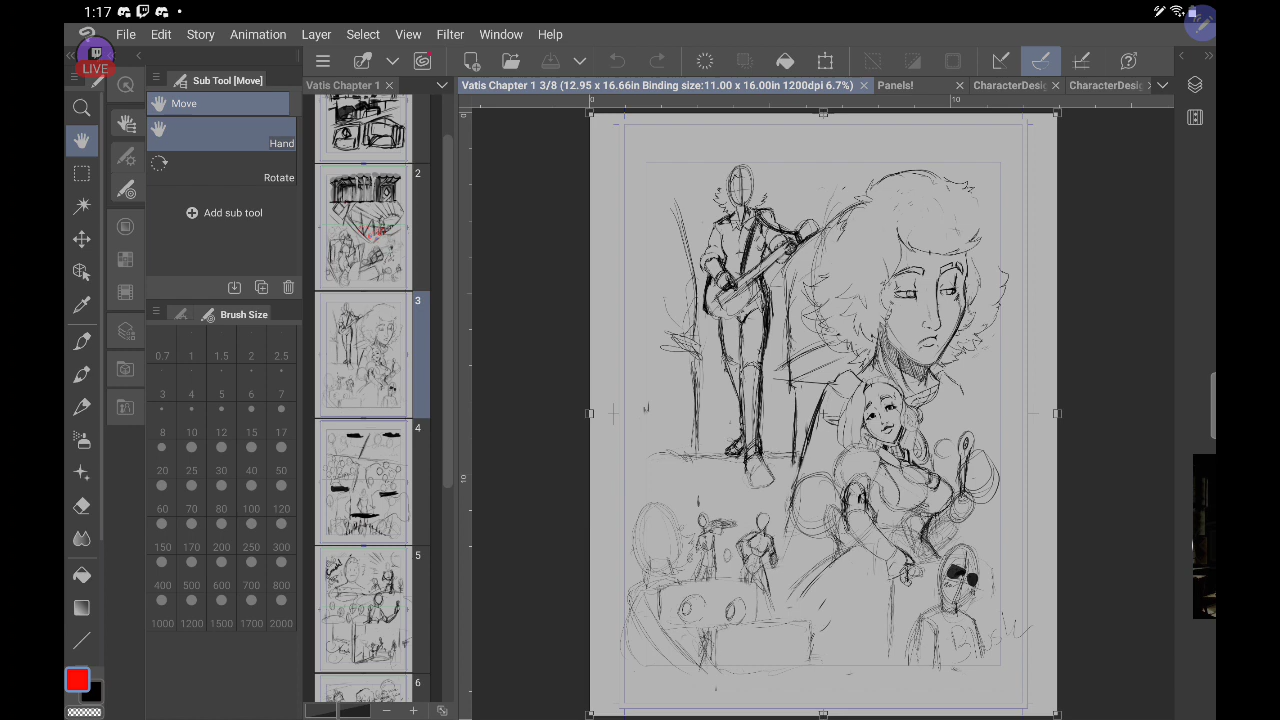 1:17
File Edit Story Animation Layer Select View Filter Window Help
LIVE
Sub Tool [Move]
Move
Hand
Rotate
Add sub tool
Brush Size
0.7 1 1.5 2 2.5
3 4 5 6 7
8 10 12 15 17
20 25 30 40 50
60 70 80 100 120
150 170 200 250 300
400 500 600 700 800
1000 1200 1500 1700 2000
Vatis Chapter 1
2
3
4
5
6
Vatis Chapter 1 3/8 (12.95 x 16.66in Binding size:11.00 x 16.00in 1200dpi 6.7%)
Panels!
CharacterDesig
CharacterDesig
0 10
0
10